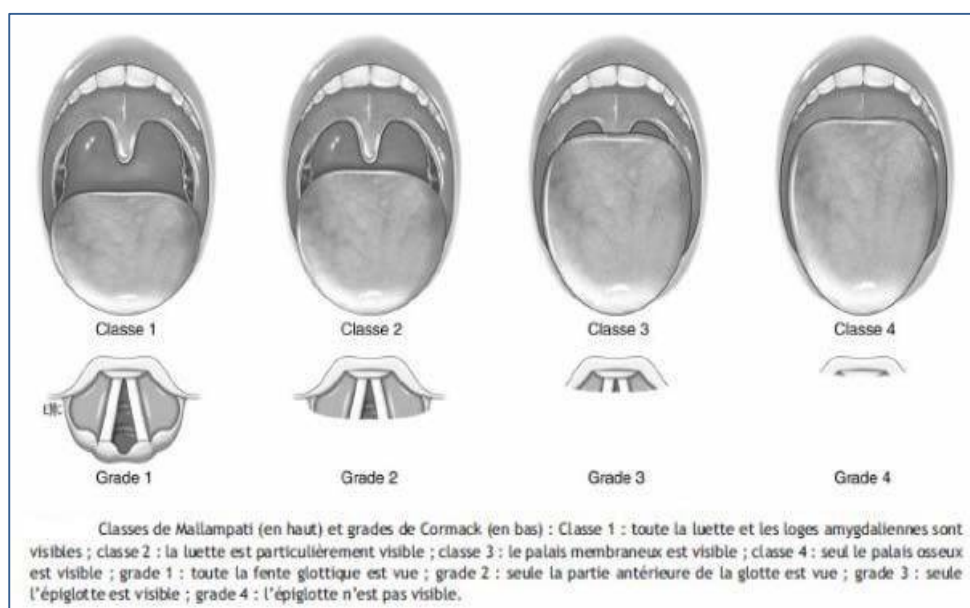 Classe 1 Classe 2 Classe 3 Classe 4
EMC
Grade 1 Grade 2 Grade 3 Grade 4
Classes de Mallampati (en haut) et grades de Cormack (en bas) : Classe 1 : toute la luette et les loges amygdaliennes sont
visibles ; classe 2 : la luette est particulièrement visible ; classe 3 : le palais membraneux est visible ; classe 4 : seul le palais osseux
est visible ; grade 1 : toute la fente glottique est vue ; grade 2 : seule la partie antérieure de la glotte est vue ; grade 3 : seule
l'épiglotte est visible ; grade 4 : l'épiglotte n'est pas visible.